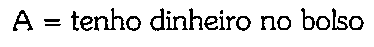 A = tenho dinheiro no bolso